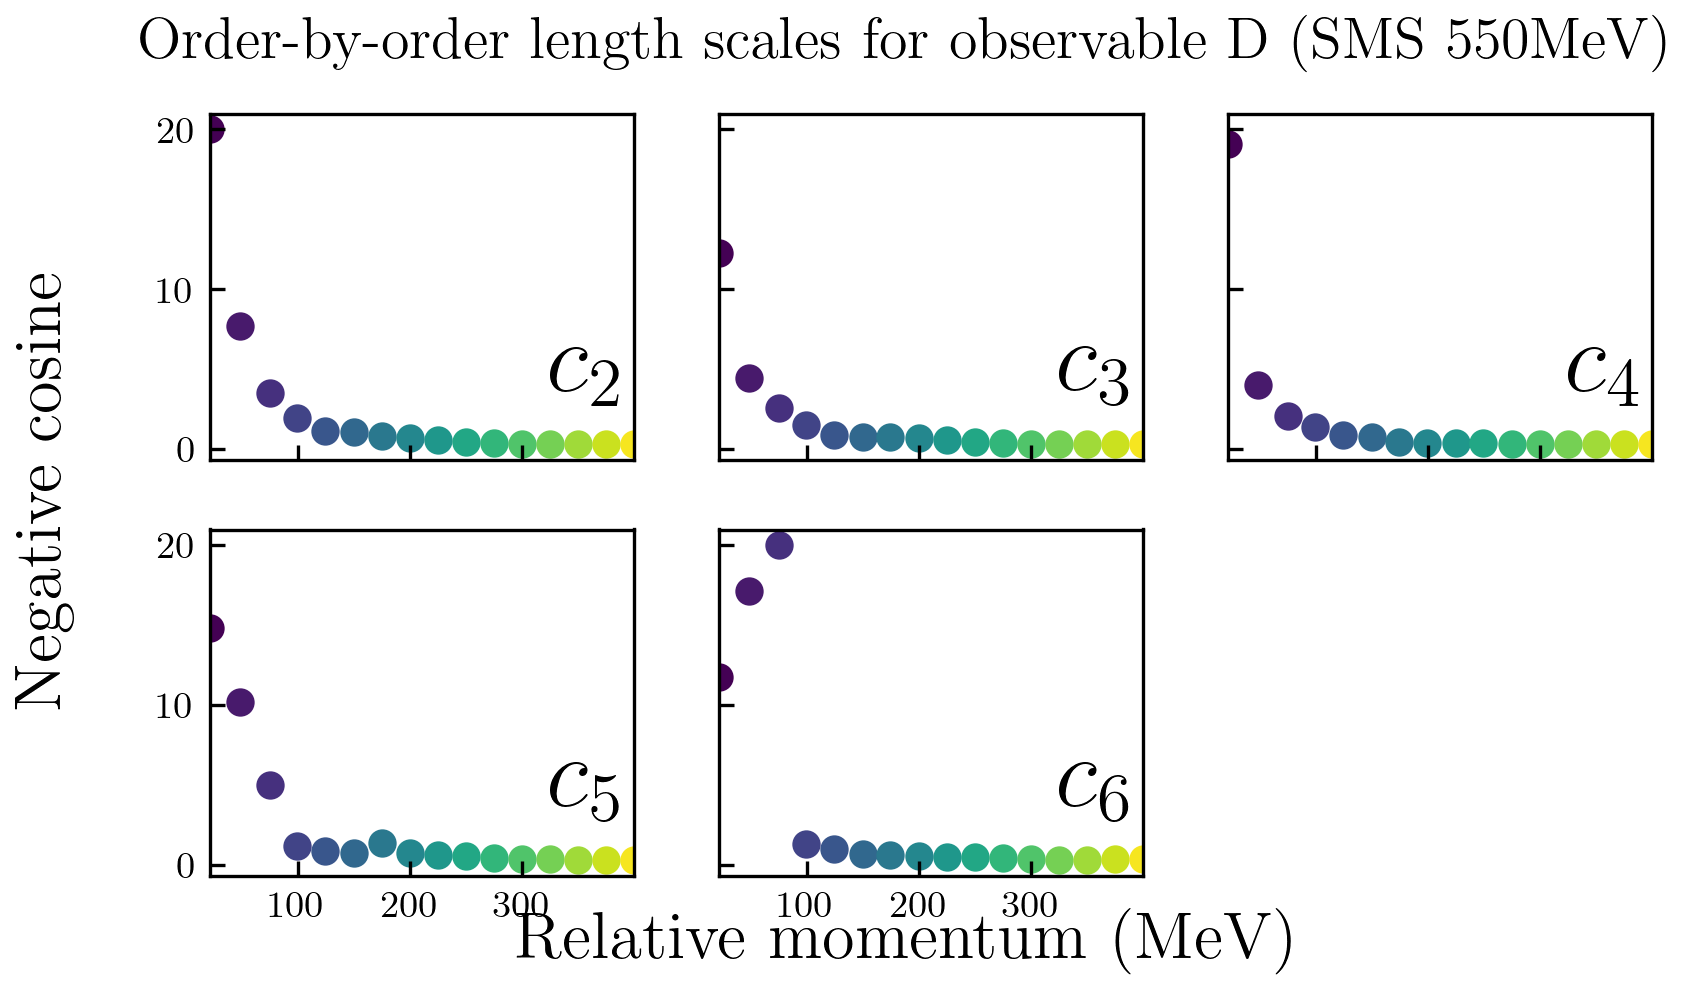 Order-by-order length scales for observable D (SMS 550MeV)
Negative cosine
20
10
0
c2
c3
c4
20
10
0
c5
c6
100 200 300
100 200 300
Relative momentum (MeV)